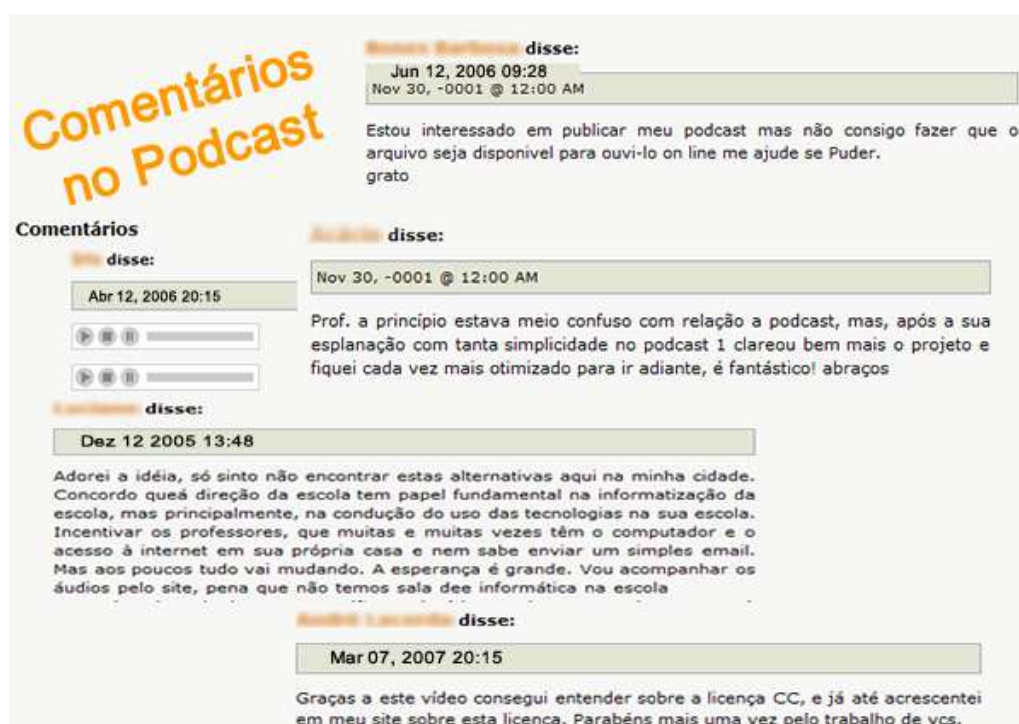 Comentários
no Podcast
disse:
Jun 12, 2006 09:28
Nov 30, -0001 @ 12:00 AM
Estou interessado em publicar meu podcast mas não consigo fazer que o
arquivo seja disponivel para ouvi-lo on line me ajude se Puder.
grato
Comentários
disse:
Abr 12, 2006 20:15
disse:
Nov 30, -0001 @ 12:00 AM
Prof. a princípio estava meio confuso com relação a podcast, mas, após a sua
esplanação com tanta simplicidade no podcast 1 clareou bem mais o projeto e
fiquei cada vez mais otimizado para ir adiante, é fantástico! abraços
disse:
Dez 12 2005 13:48
Adorei a idéia, só sinto não encontrar estas alternativas aqui na minha cidade.
Concordo queá direção da escola tem papel fundamental na informatização da
escola, mas principalmente, na condução do uso das tecnologias na sua escola.
Incentivar os professores, que muitas e muitas vezes têm o computador e o
acesso à internet em sua própria casa e nem sabe enviar um simples email.
Mas aos poucos tudo vai mudando. A esperança é grande. Vou acompanhar os
áudios pelo site, pena que não temos sala dee informática na escola
disse:
Mar 07, 2007 20:15
Graças a este vídeo consegui entender sobre a licença CC, e já até acrescentei
em meu site sobre esta licença. Parabéns mais uma vez pelo trabalho de vcs.